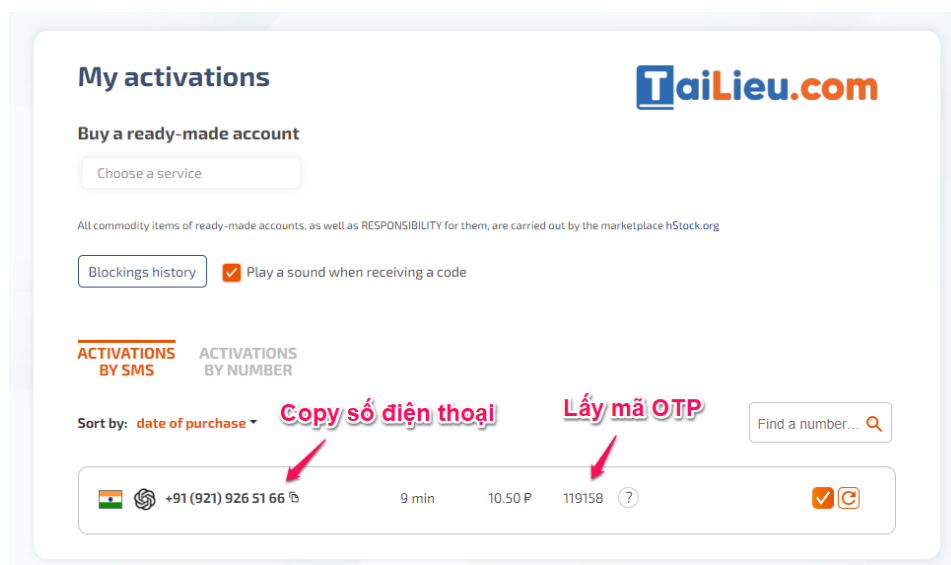 My activations
TaiLieu.com
Buy a ready-made account
Choose a service
All commodity items of ready-made accounts, as well as RESPONSIBILITY for them, are carried out by the marketplace hStock.org
Blockings history
Play a sound when receiving a code
ACTIVATIONS
BY SMS
ACTIVATIONS
BY NUMBER
Sort by: date of purchase
Copy số điện thoại
Lấy mã OTP
Find a number...
+91 (921) 926 51 66
9 min
10.50 ₽
119158
?